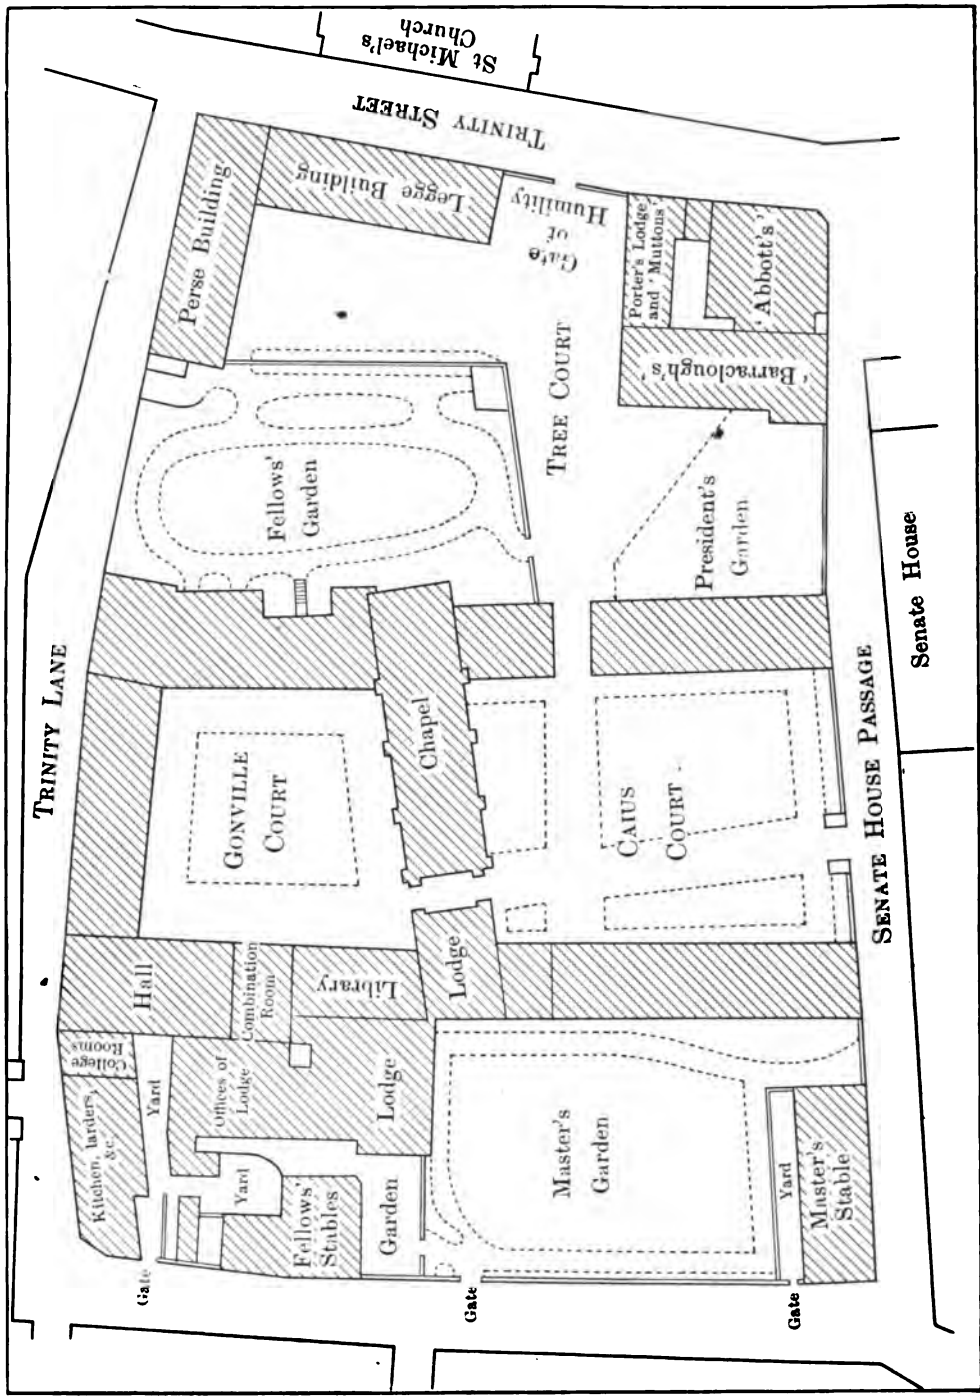 St Michael's
Church
TRINITY STREET
Perse Building
Legge Building
Gate
of
Humility
Porter's Lodge
and 'Muttons'
'Abbott's'
'Barraclough's'
TREE COURT
Fellows'
Garden
President's
Garden
TRINITY LANE
Senate House
SENATE HOUSE PASSAGE
GONVILLE
COURT
Chapel
CAIUS
COURT
Hall
Combination
Room
Library
Lodge
College
Rooms
Yard
Offices of
Lodge
Lodge
Kitchen, larders,
&c.
Yard
Fellows'
Stables
Garden
Master's
Garden
Yard
Master's
Stable
Gate
Gate
Gate